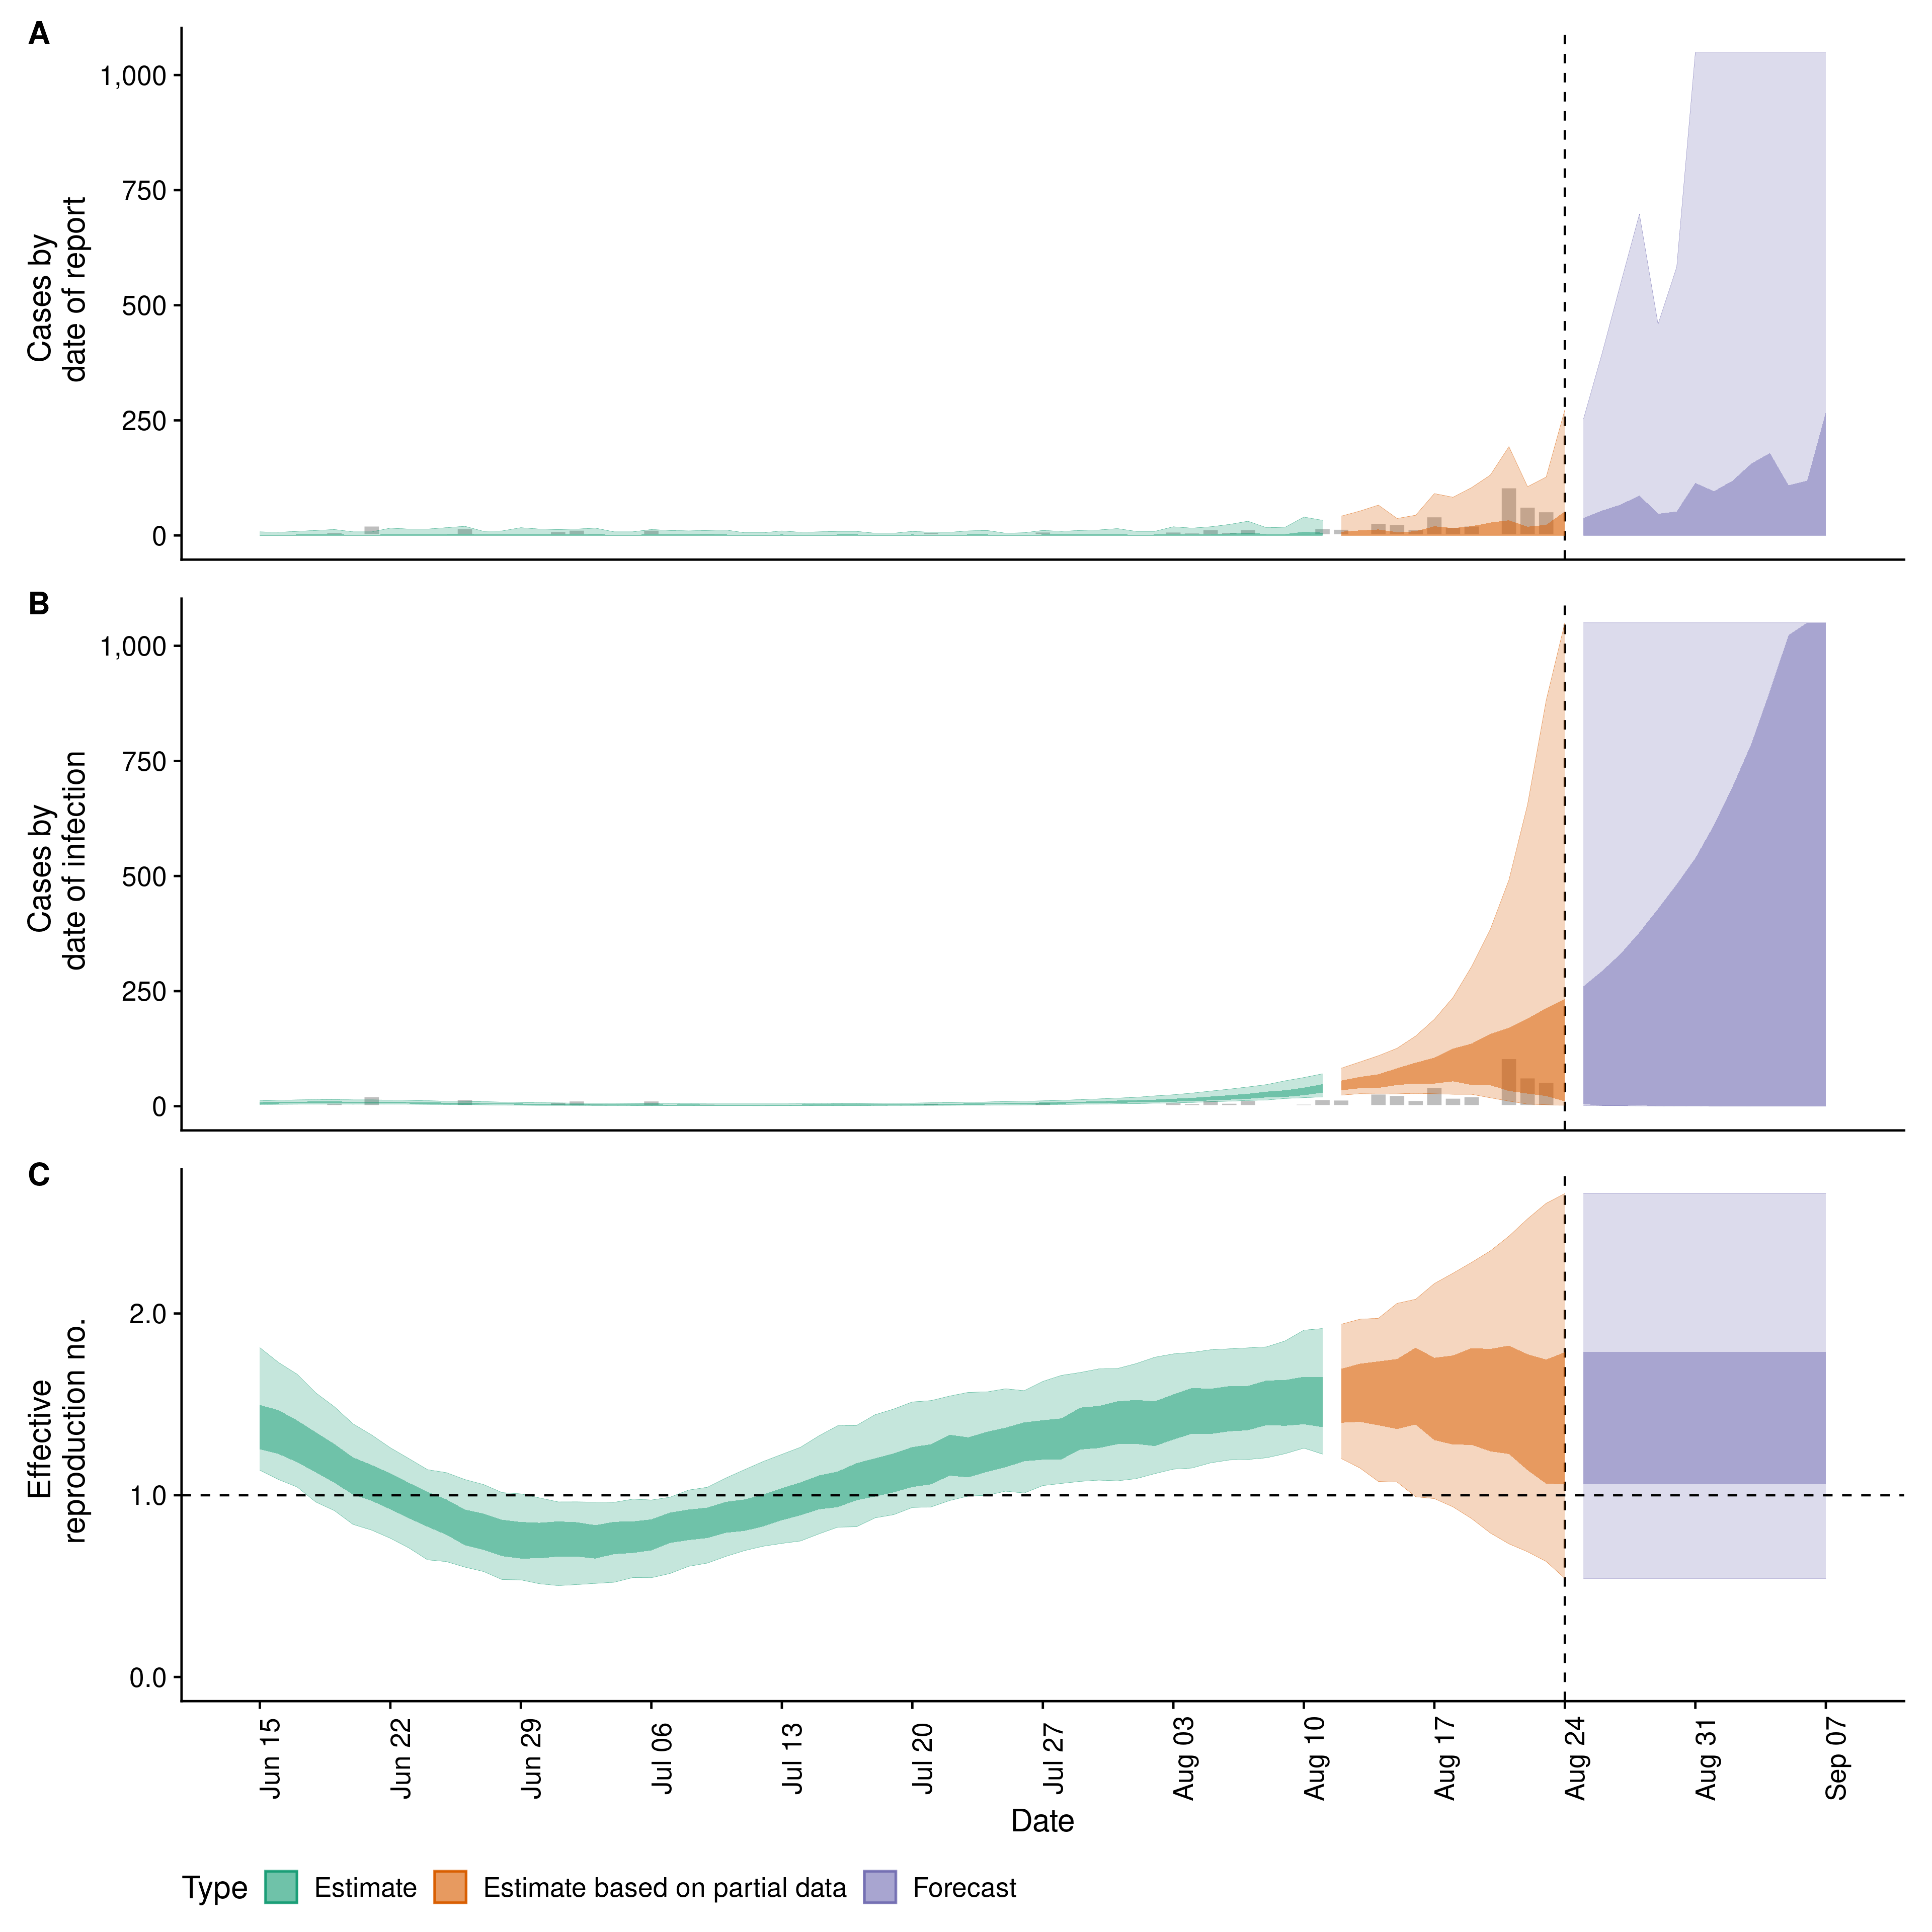 A
1,000
750
500
250
0
Cases by
date of report
B
1,000
750
500
250
0
Cases by
date of infection
C
2.0
1.0
0.0
Effective
reproduction no.
Jun 15
Jun 22
Jun 29
Jul 06
Jul 13
Jul 20
Jul 27
Aug 03
Aug 10
Aug 17
Aug 24
Aug 31
Sep 07
Date
Type Estimate Estimate based on partial data Forecast